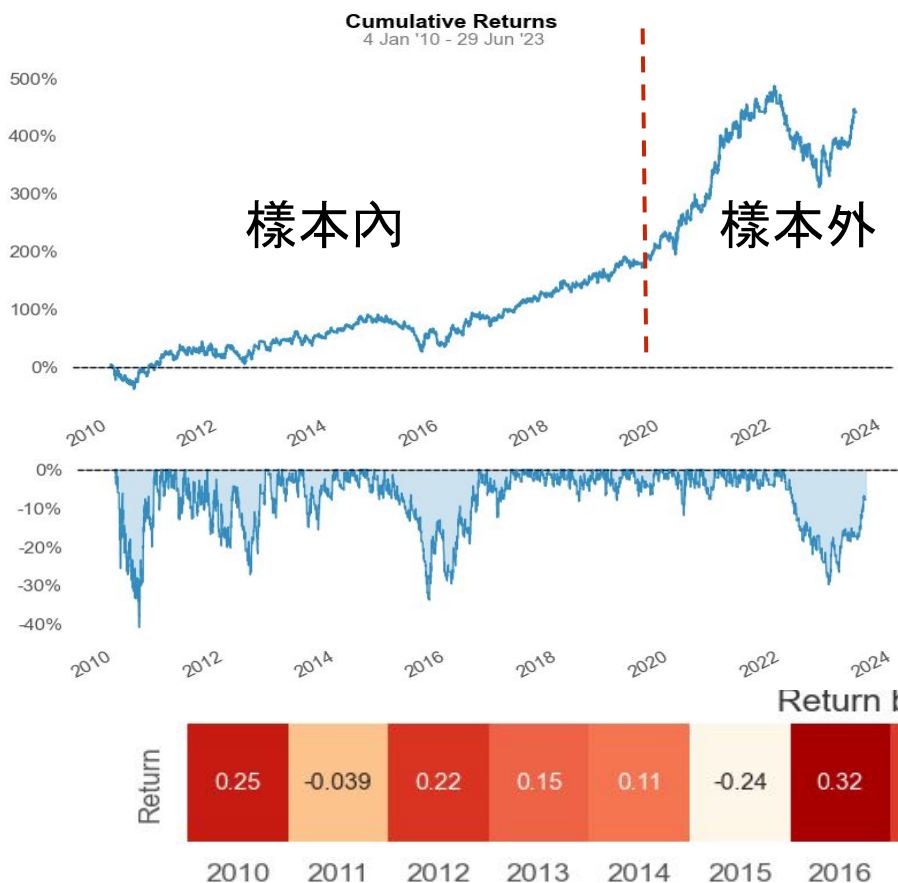 Cumulative Returns
4 Jan '10 - 29 Jun '23
500%
400%
300%
樣本內 樣本外
200%
100%
0%
2010 2012 2014 2016 2018 2020 2022 2024
0%
-10%
-20%
-30%
-40%
2010 2012 2014 2016 2018 2020 2022 2024
Return
Return 0.25 -0.039 0.22 0.15 0.11 -0.24 0.32
2010 2011 2012 2013 2014 2015 2016